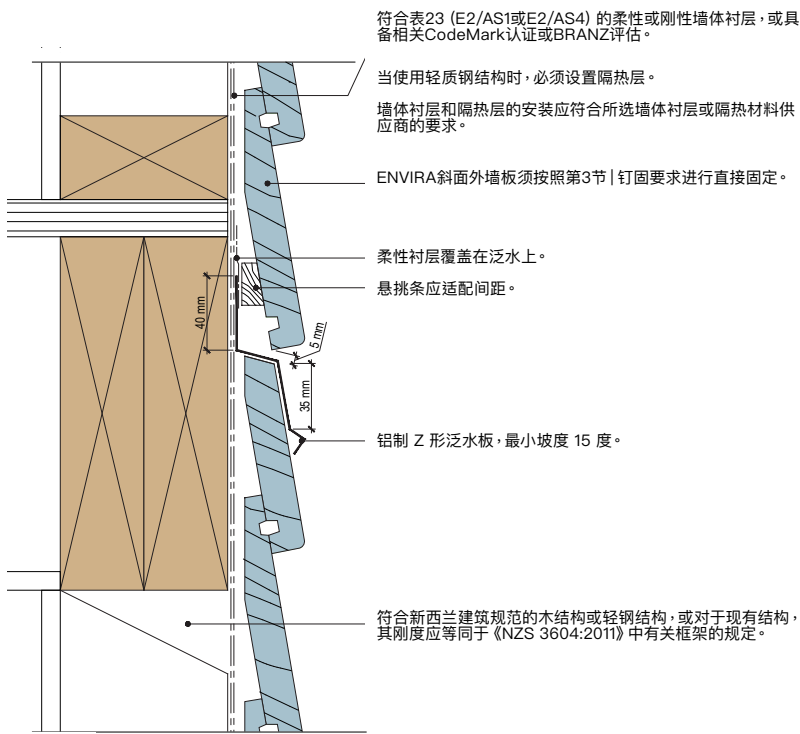 符合表23 (E2/AS1或E2/AS4) 的柔性或刚性墙体衬层，或具
备相关CodeMark认证或BRANZ评估。
当使用轻质钢结构时，必须设置隔热层。
墙体衬层和隔热层的安装应符合所选墙体衬层或隔热材料供
应商的要求。
ENVIRA斜面外墙板须按照第3节 | 钉固要求进行直接固定。
柔性衬层覆盖在泛水上。
悬挑条应适配间距。
40 mm
5 mm
35 mm
铝制 Z 形泛水板，最小坡度 15 度。
符合新西兰建筑规范的木结构或轻钢结构，或对于现有结构，
其刚度应等同于《NZS 3604:2011》中有关框架的规定。